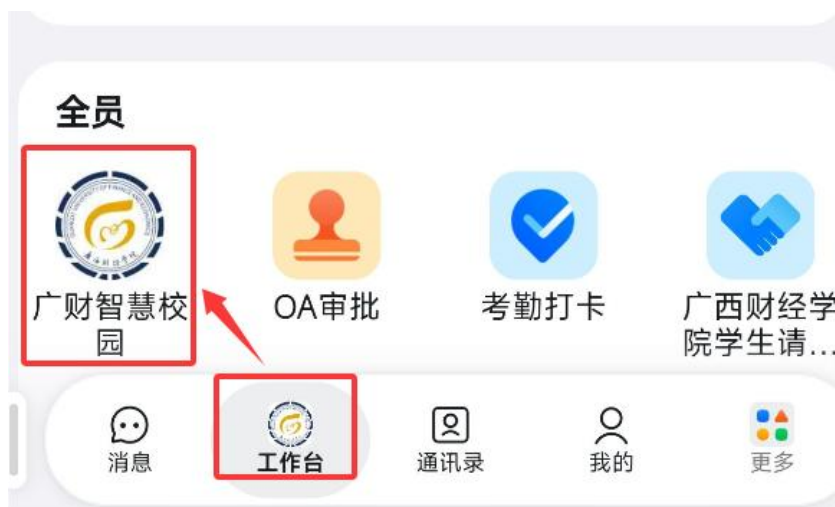 全员
广财智慧校
园
OA审批
考勤打卡
广西财经学
院学生请...
消息
工作台
通讯录
我的
更多